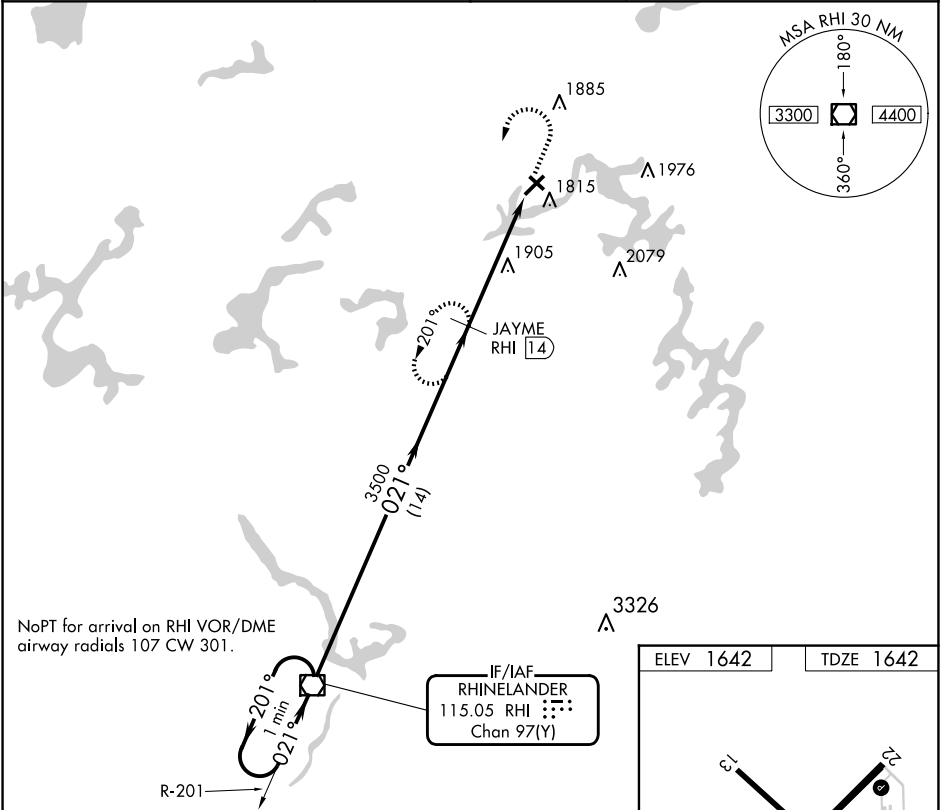 MSA RHI 30 NM
180°
3300
4400
360°
1885
1976
1815
1905
2079
201°
JAYME
RHI 14
3500
021°
(14)
3326
NoPT for arrival on RHI VOR/DME
airway radials 107 CW 301.
201°
1 min
021°
R-201
IF/IAF
RHINELANDER
115.05 RHI
Chan 97(Y)
ELEV 1642
TDZE 1642
13
22
P